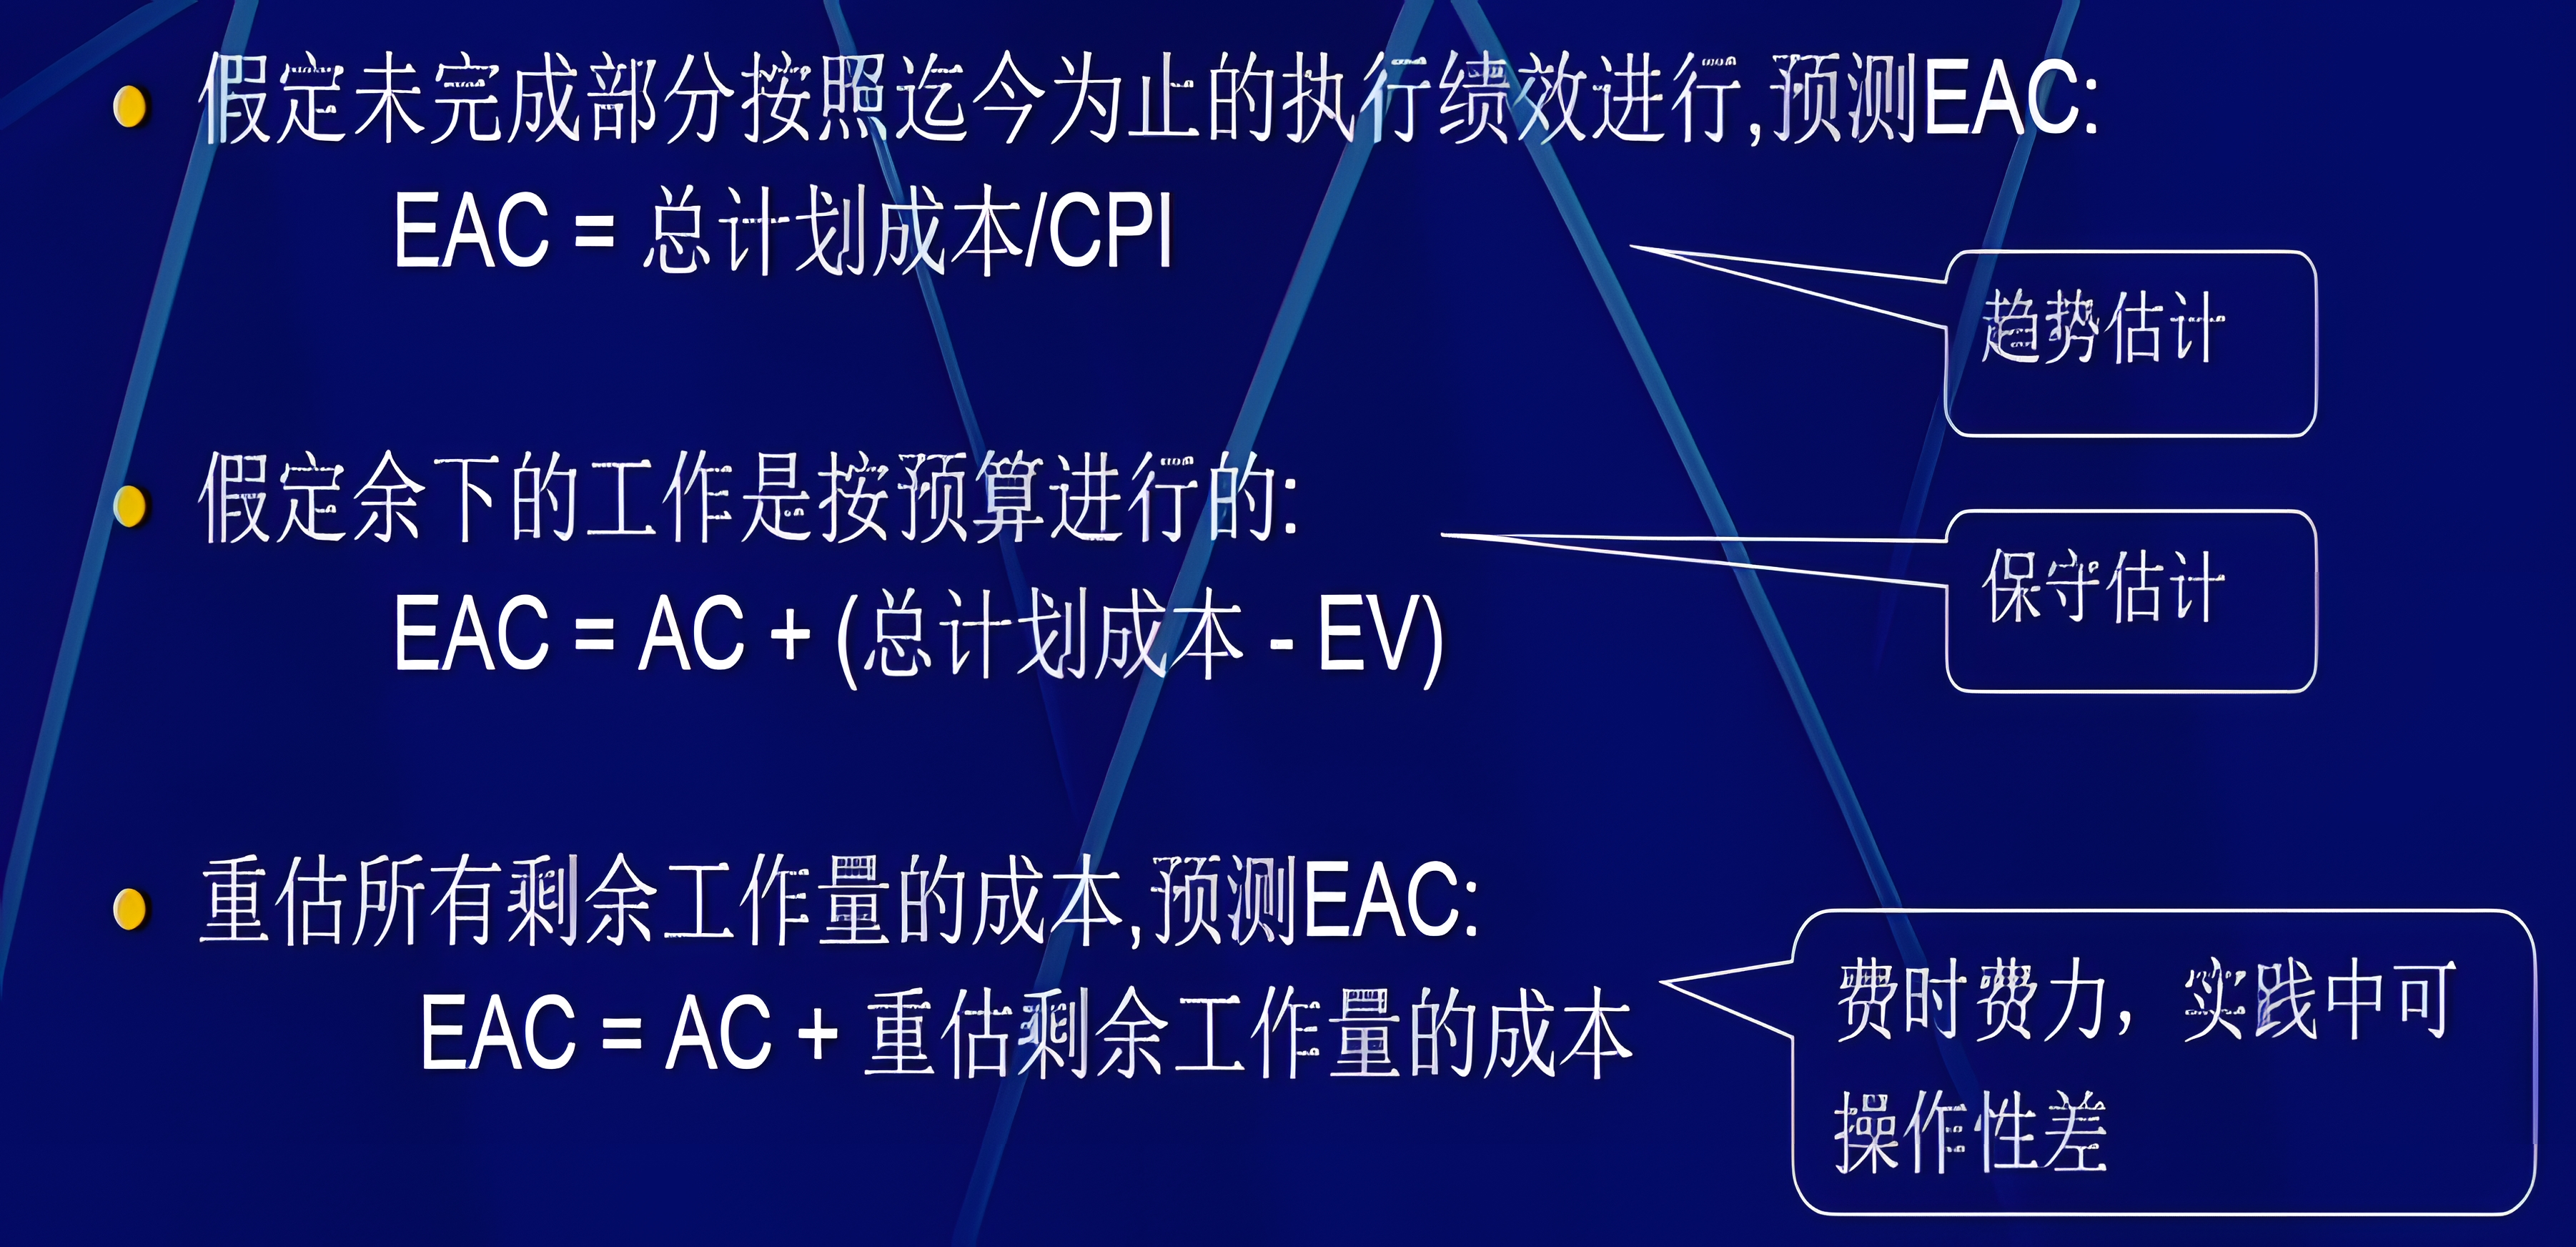 假定未完成部分按照迄今为止的执行绩效进行,预测EAC:
EAC = 总计划成本/CPI
趋势估计
假定余下的工作是按预算进行的:
EAC = AC + (总计划成本 - EV)
保守估计
重估所有剩余工作量的成本,预测EAC:
EAC = AC + 重估剩余工作量的成本
费时费力，实践中可
操作性差